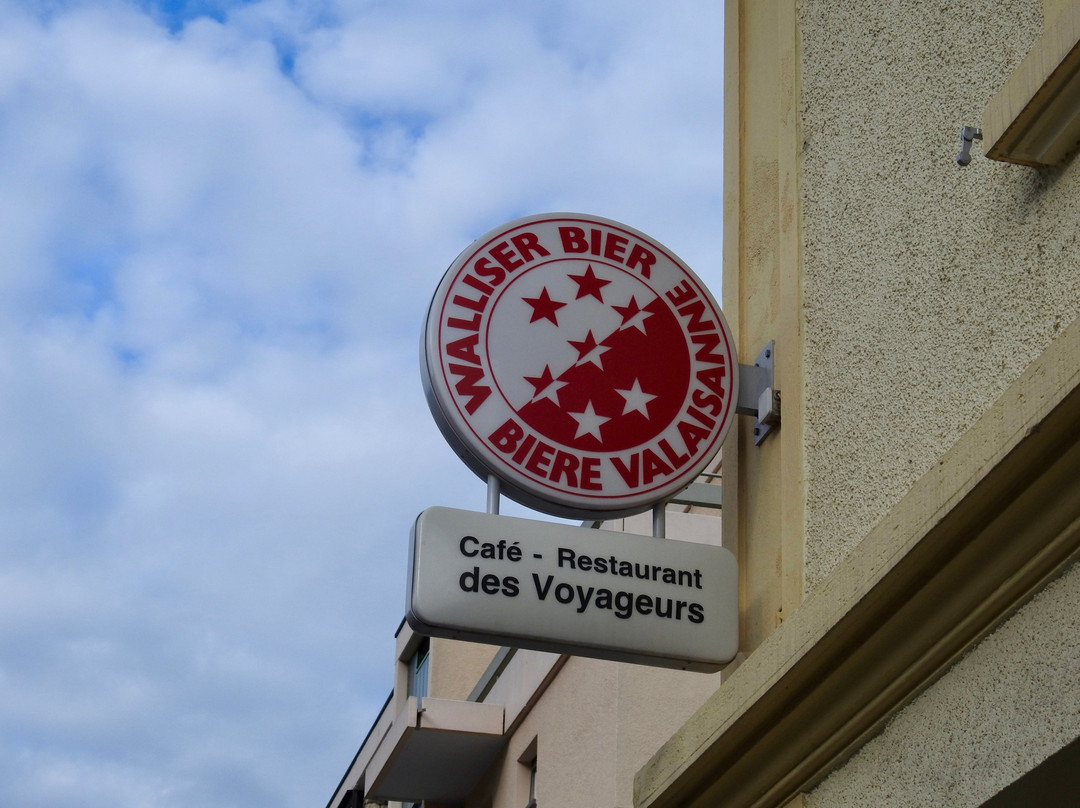 WALLISER BIER
BIERE VALAISANNE
Café - Restaurant
des Voyageurs